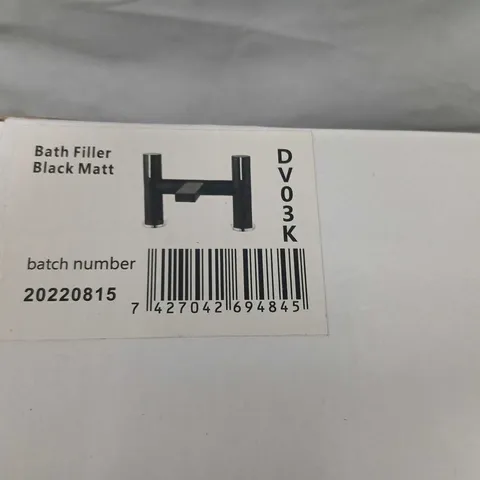 Bath Filler
Black Matt
DV03K
batch number
20220815
7 427042 694845